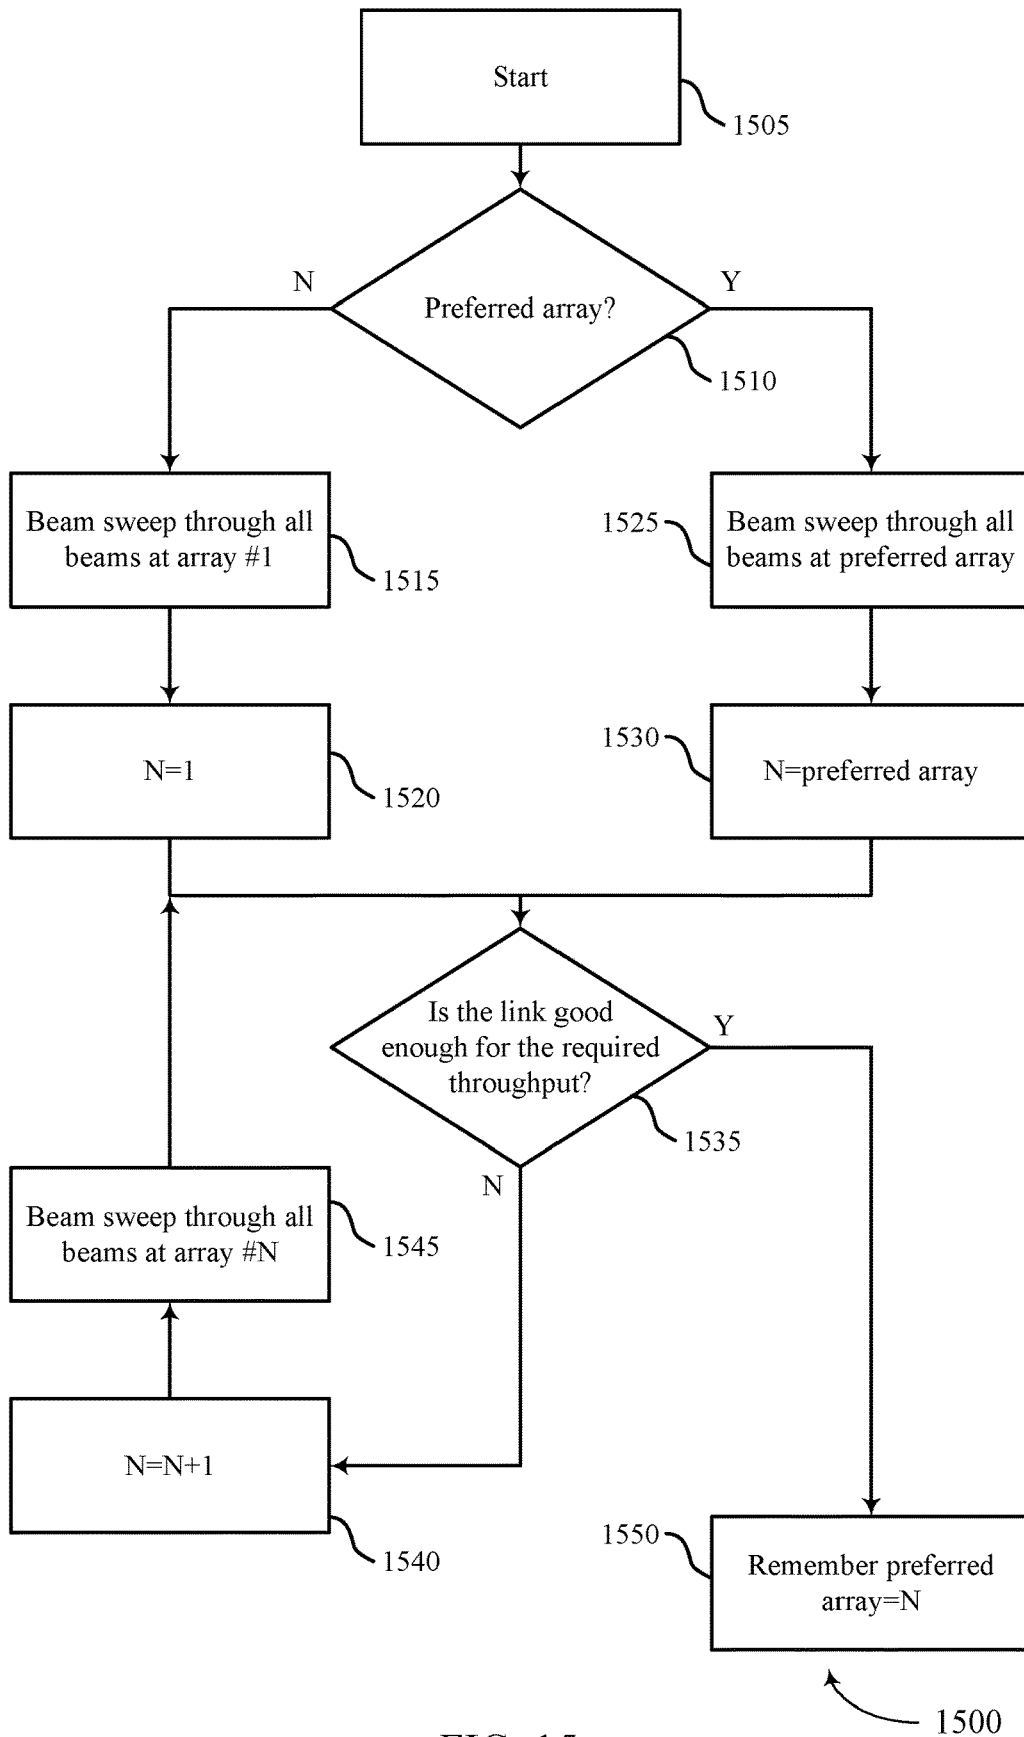 Start
1505
N
Y
Preferred array?
1510
Beam sweep through all
beams at array #1
1515
1525
Beam sweep through all
beams at preferred array
N=1
1520
1530
N=preferred array
Is the link good
enough for the required
throughput?
Y
1535
N
Beam sweep through all
beams at array #N
1545
N=N+1
1540
1550
Remember preferred
array=N
1500